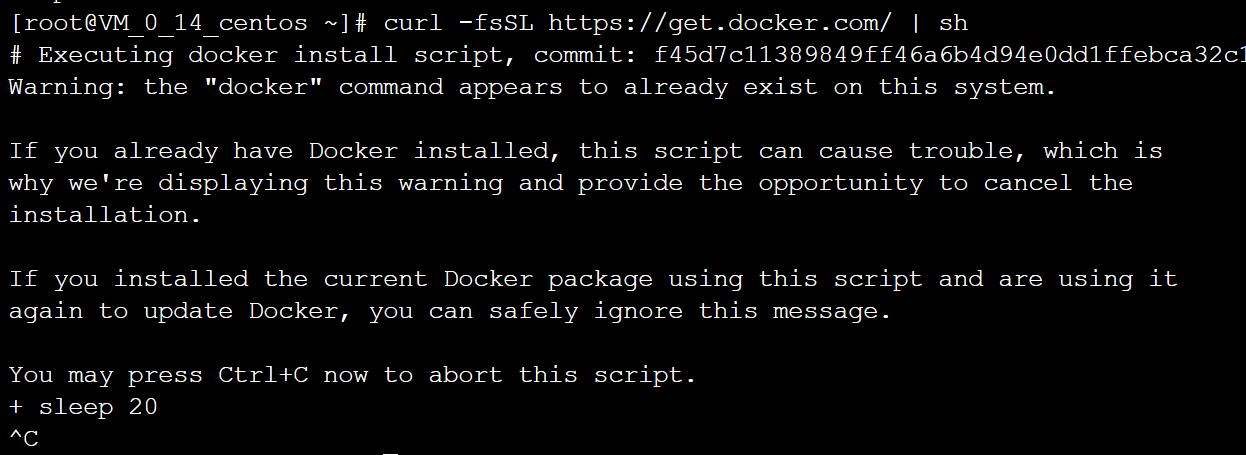 [root@VM_0_14_centos ~]# curl -fsSL https://get.docker.com/ | sh
# Executing docker install script, commit: f45d7c11389849ff46a6b4d94e0dd1ffebca32c1
Warning: the "docker" command appears to already exist on this system.
If you already have Docker installed, this script can cause trouble, which is
why we're displaying this warning and provide the opportunity to cancel the
installation.
If you installed the current Docker package using this script and are using it
again to update Docker, you can safely ignore this message.
You may press Ctrl+C now to abort this script.
+ sleep 20
^C